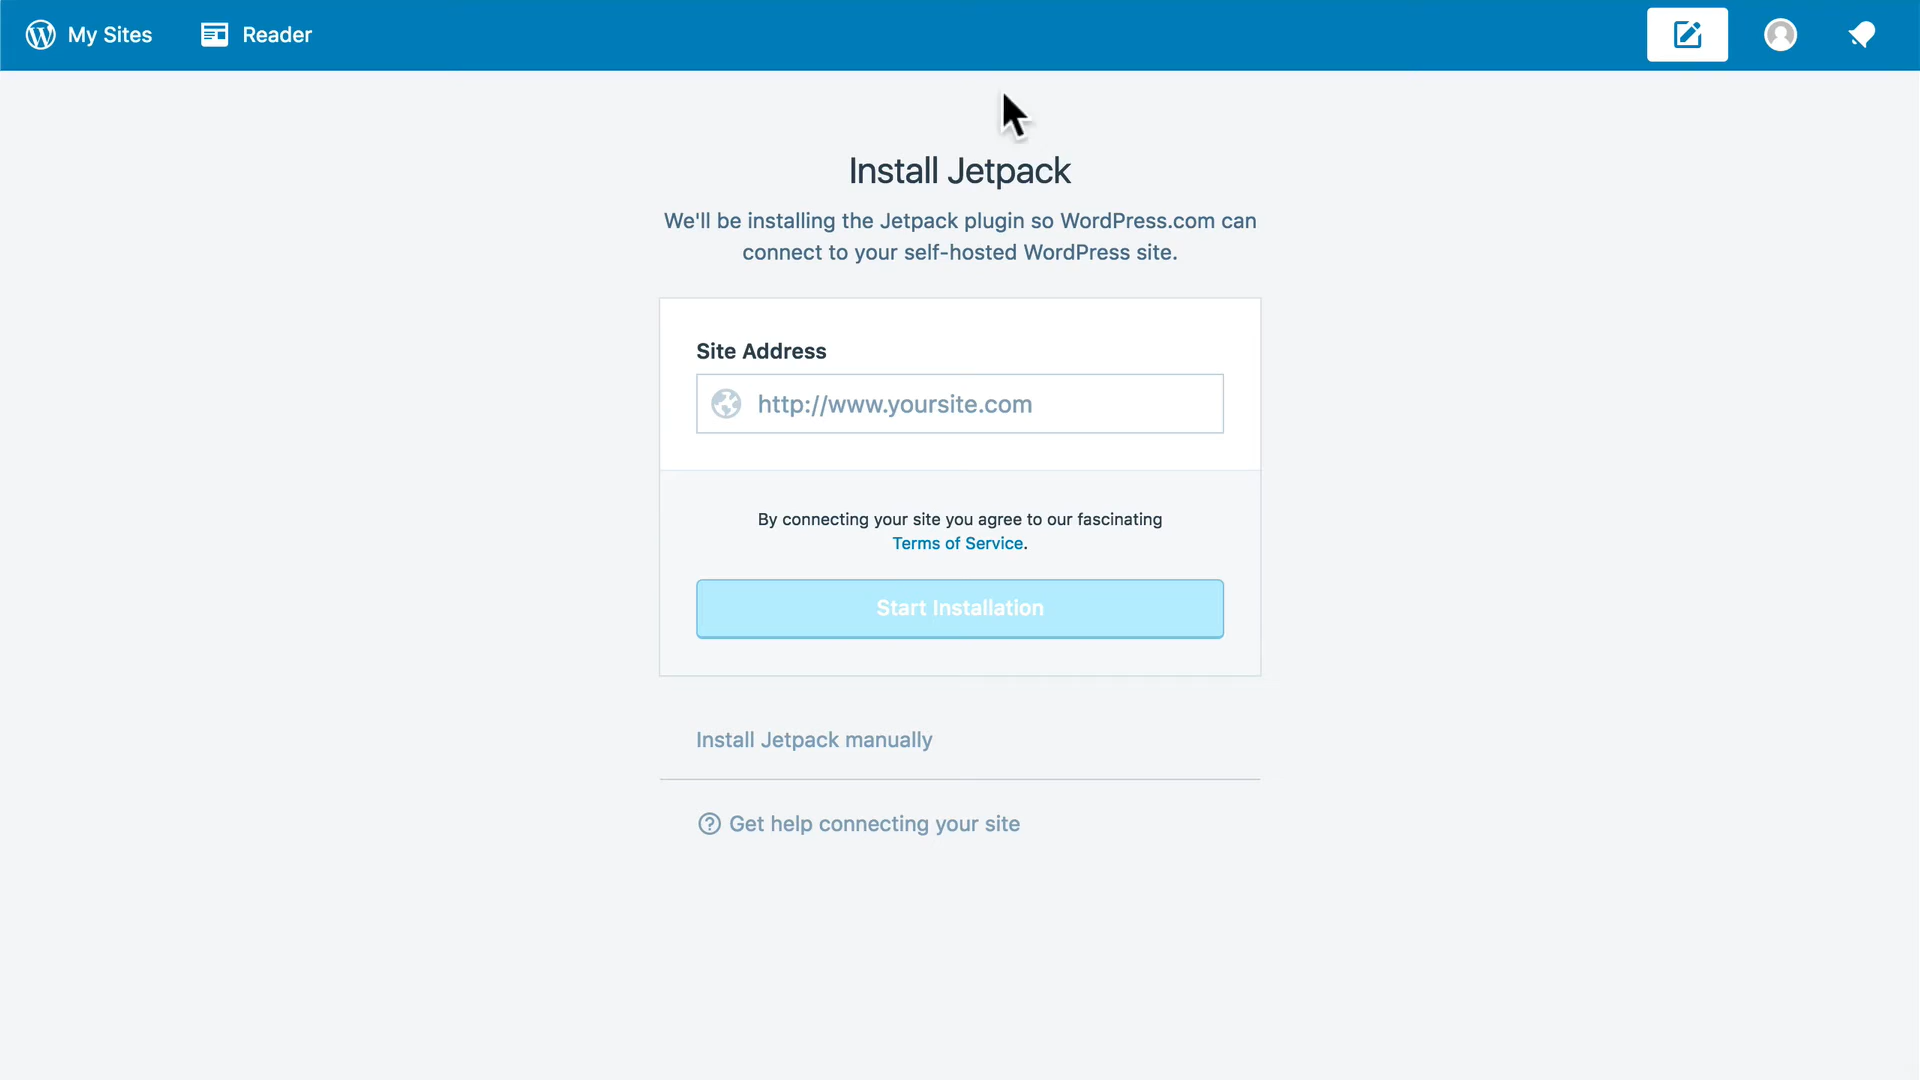 My Sites
Reader
Install Jetpack
We'll be installing the Jetpack plugin so WordPress.com can
connect to your self-hosted WordPress site.
Site Address
http://www.yoursite.com
By connecting your site you agree to our fascinating
Terms of Service.
Start Installation
Install Jetpack manually
Get help connecting your site